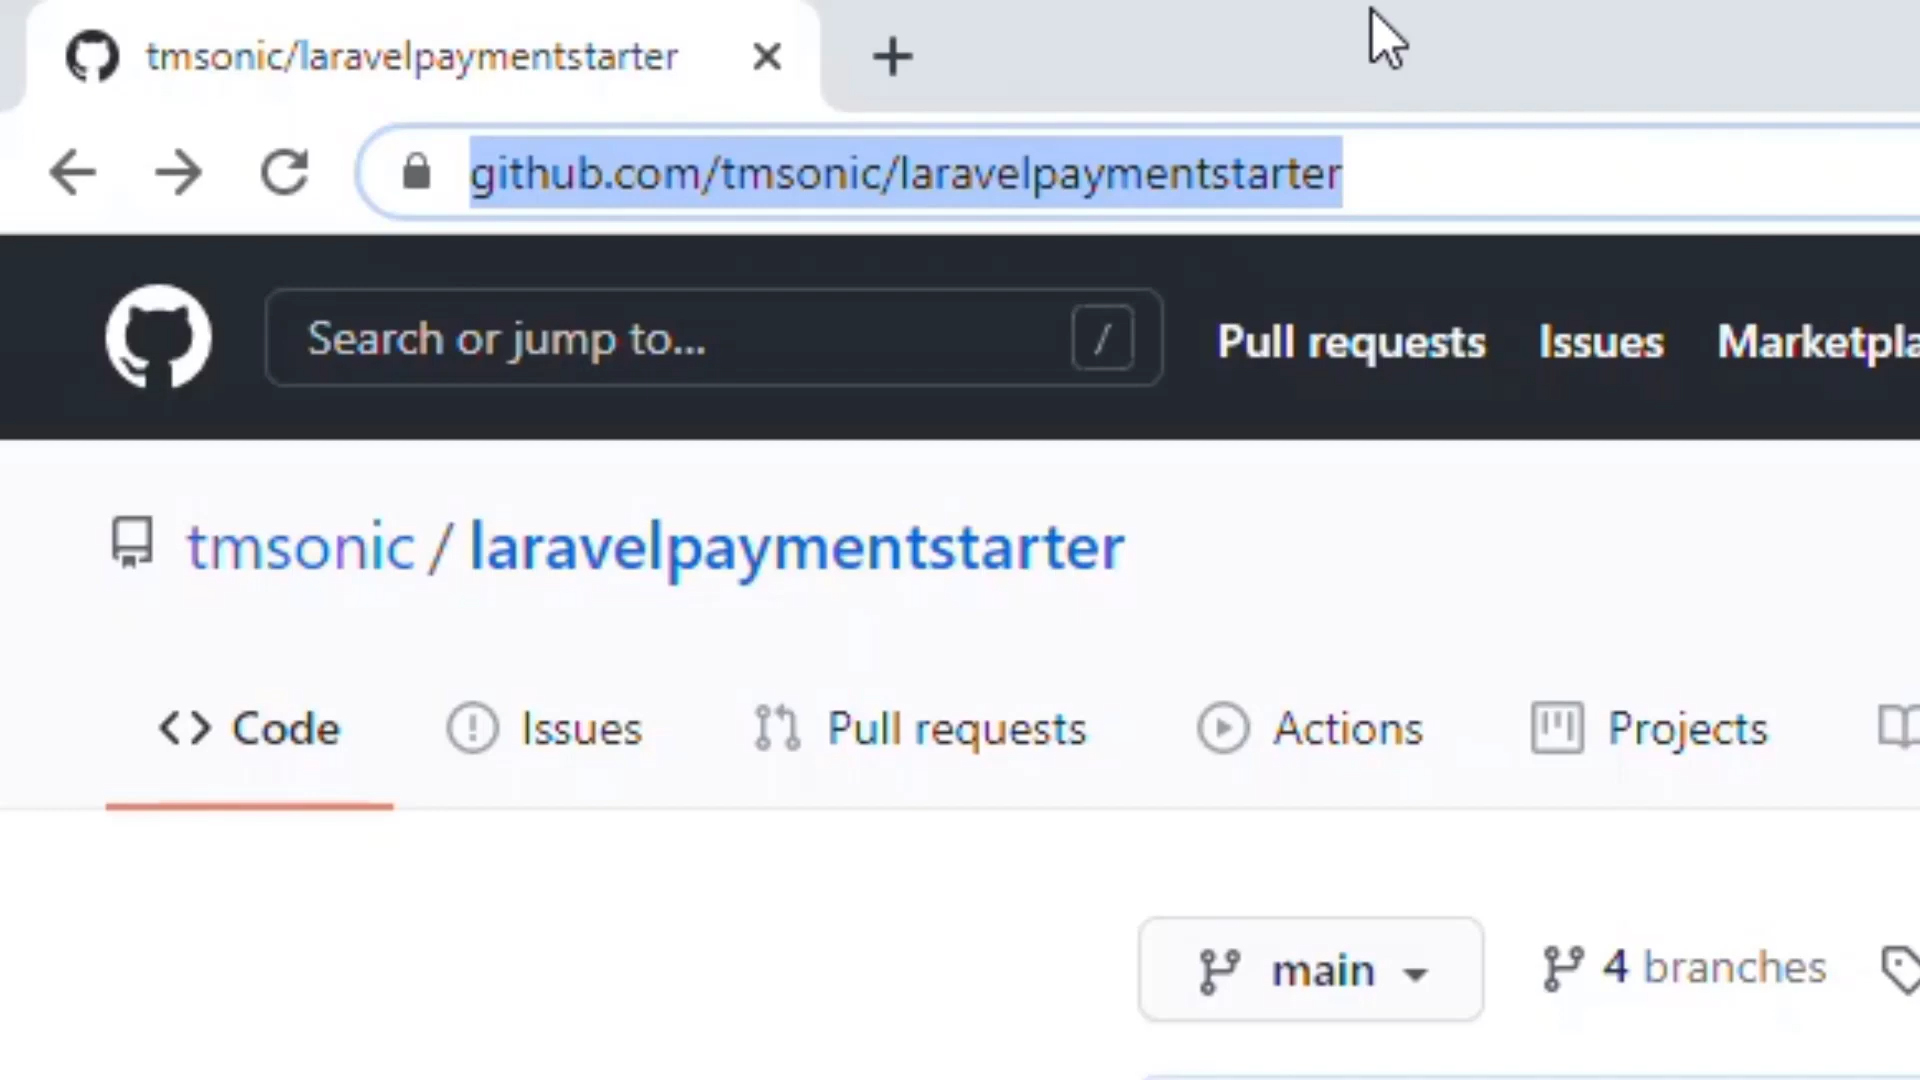 tmsonic/laravelpaymentstarter
github.com/tmsonic/laravelpaymentstarter
Search or jump to... /
Pull requests Issues Marketpla
tmsonic / laravelpaymentstarter
Code Issues Pull requests Actions Projects
main 4 branches